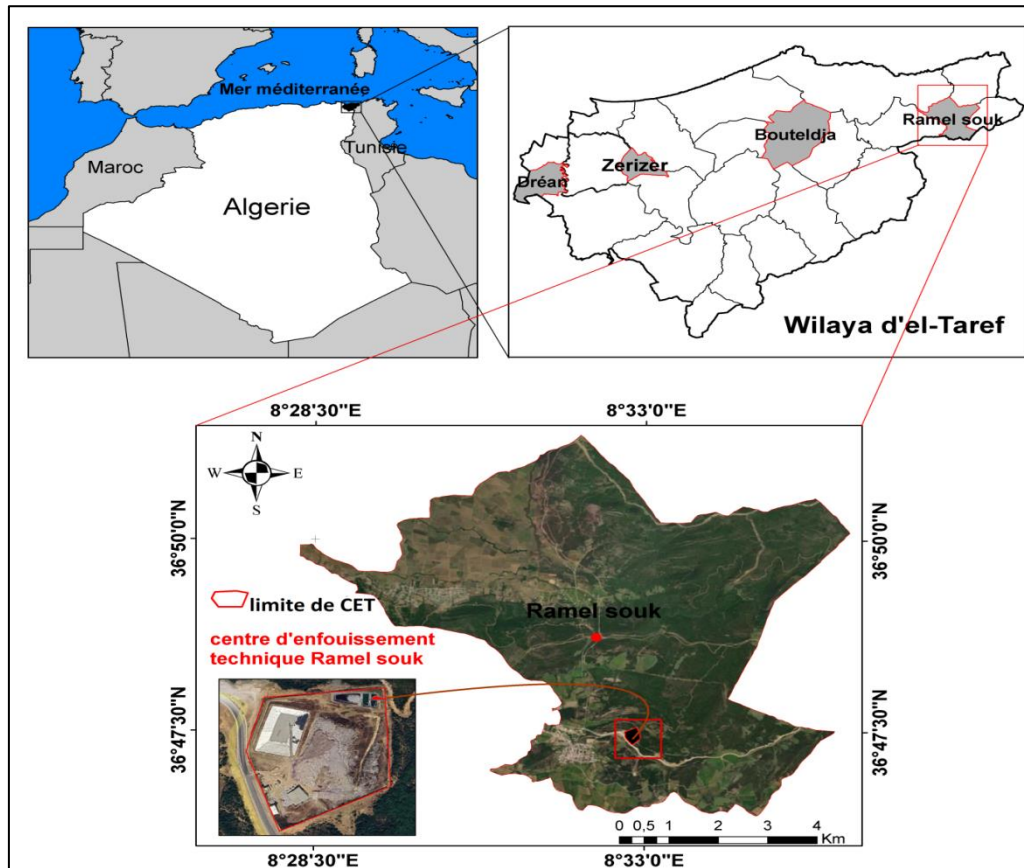 Mer méditerranée
Maroc
Tunisie
Algerie
Ramel souk
Bouteldja
Zerizer
Dréan
Wilaya d'el-Taref
8°28'30"E
8°33'0"E
N
W
E
S
36°50'0"N
36°50'0"N
limite de CET
Ramel souk
centre d'enfouissement
technique Ramel souk
36°47'30"N
36°47'30"N
0 0,5 1 2 3 4
Km
8°28'30"E
8°33'0"E